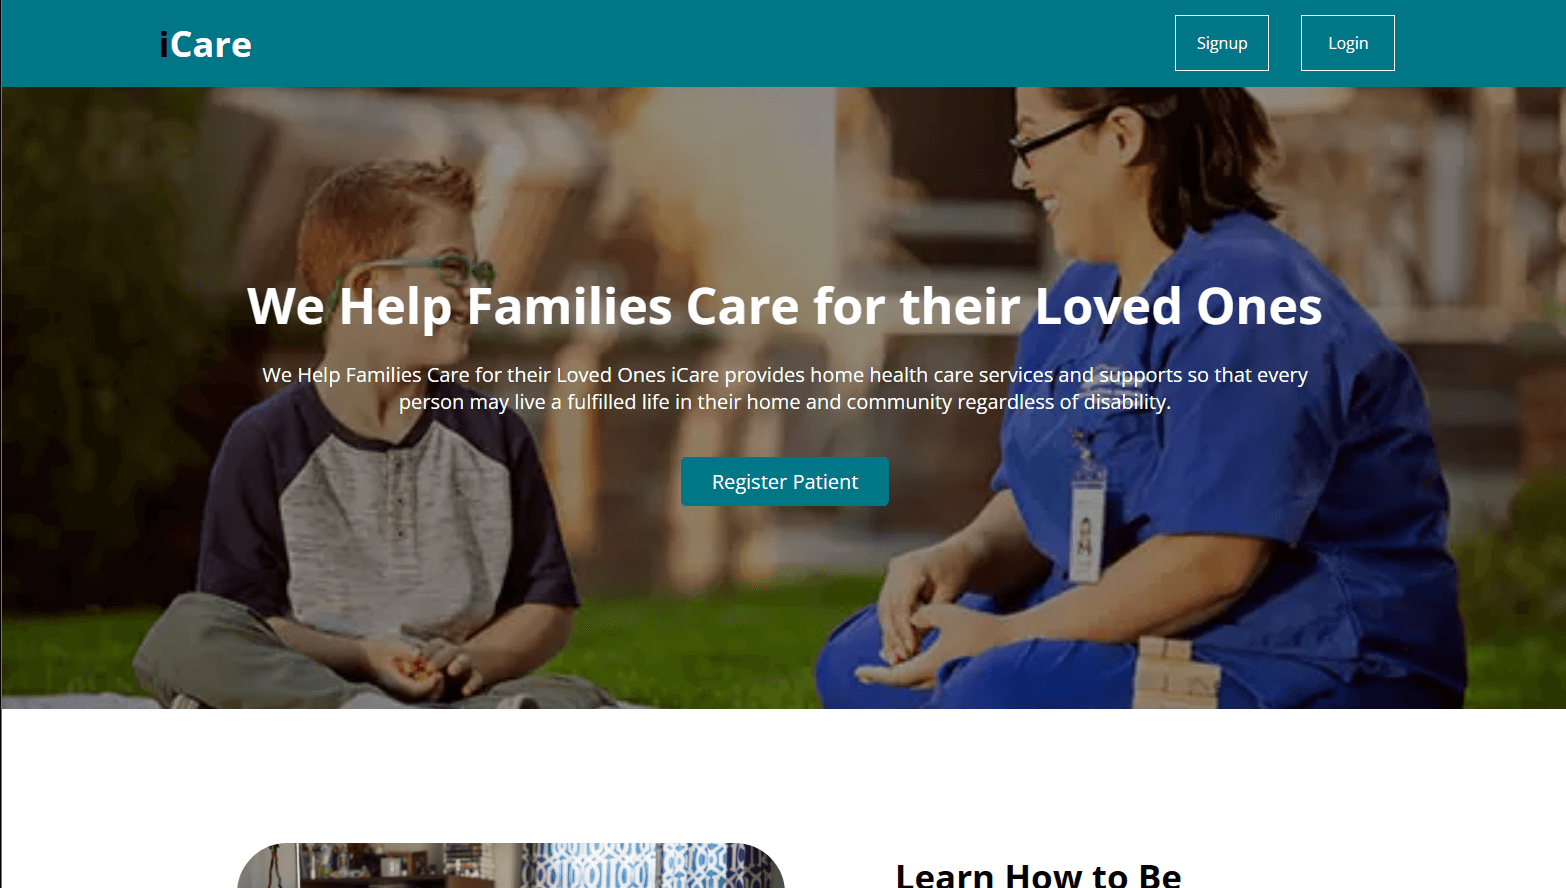 iCare
Signup
Login
We Help Families Care for their Loved Ones
We Help Families Care for their Loved Ones iCare provides home health care services and supports so that every
person may live a fulfilled life in their home and community regardless of disability.
Register Patient
Learn How to Be